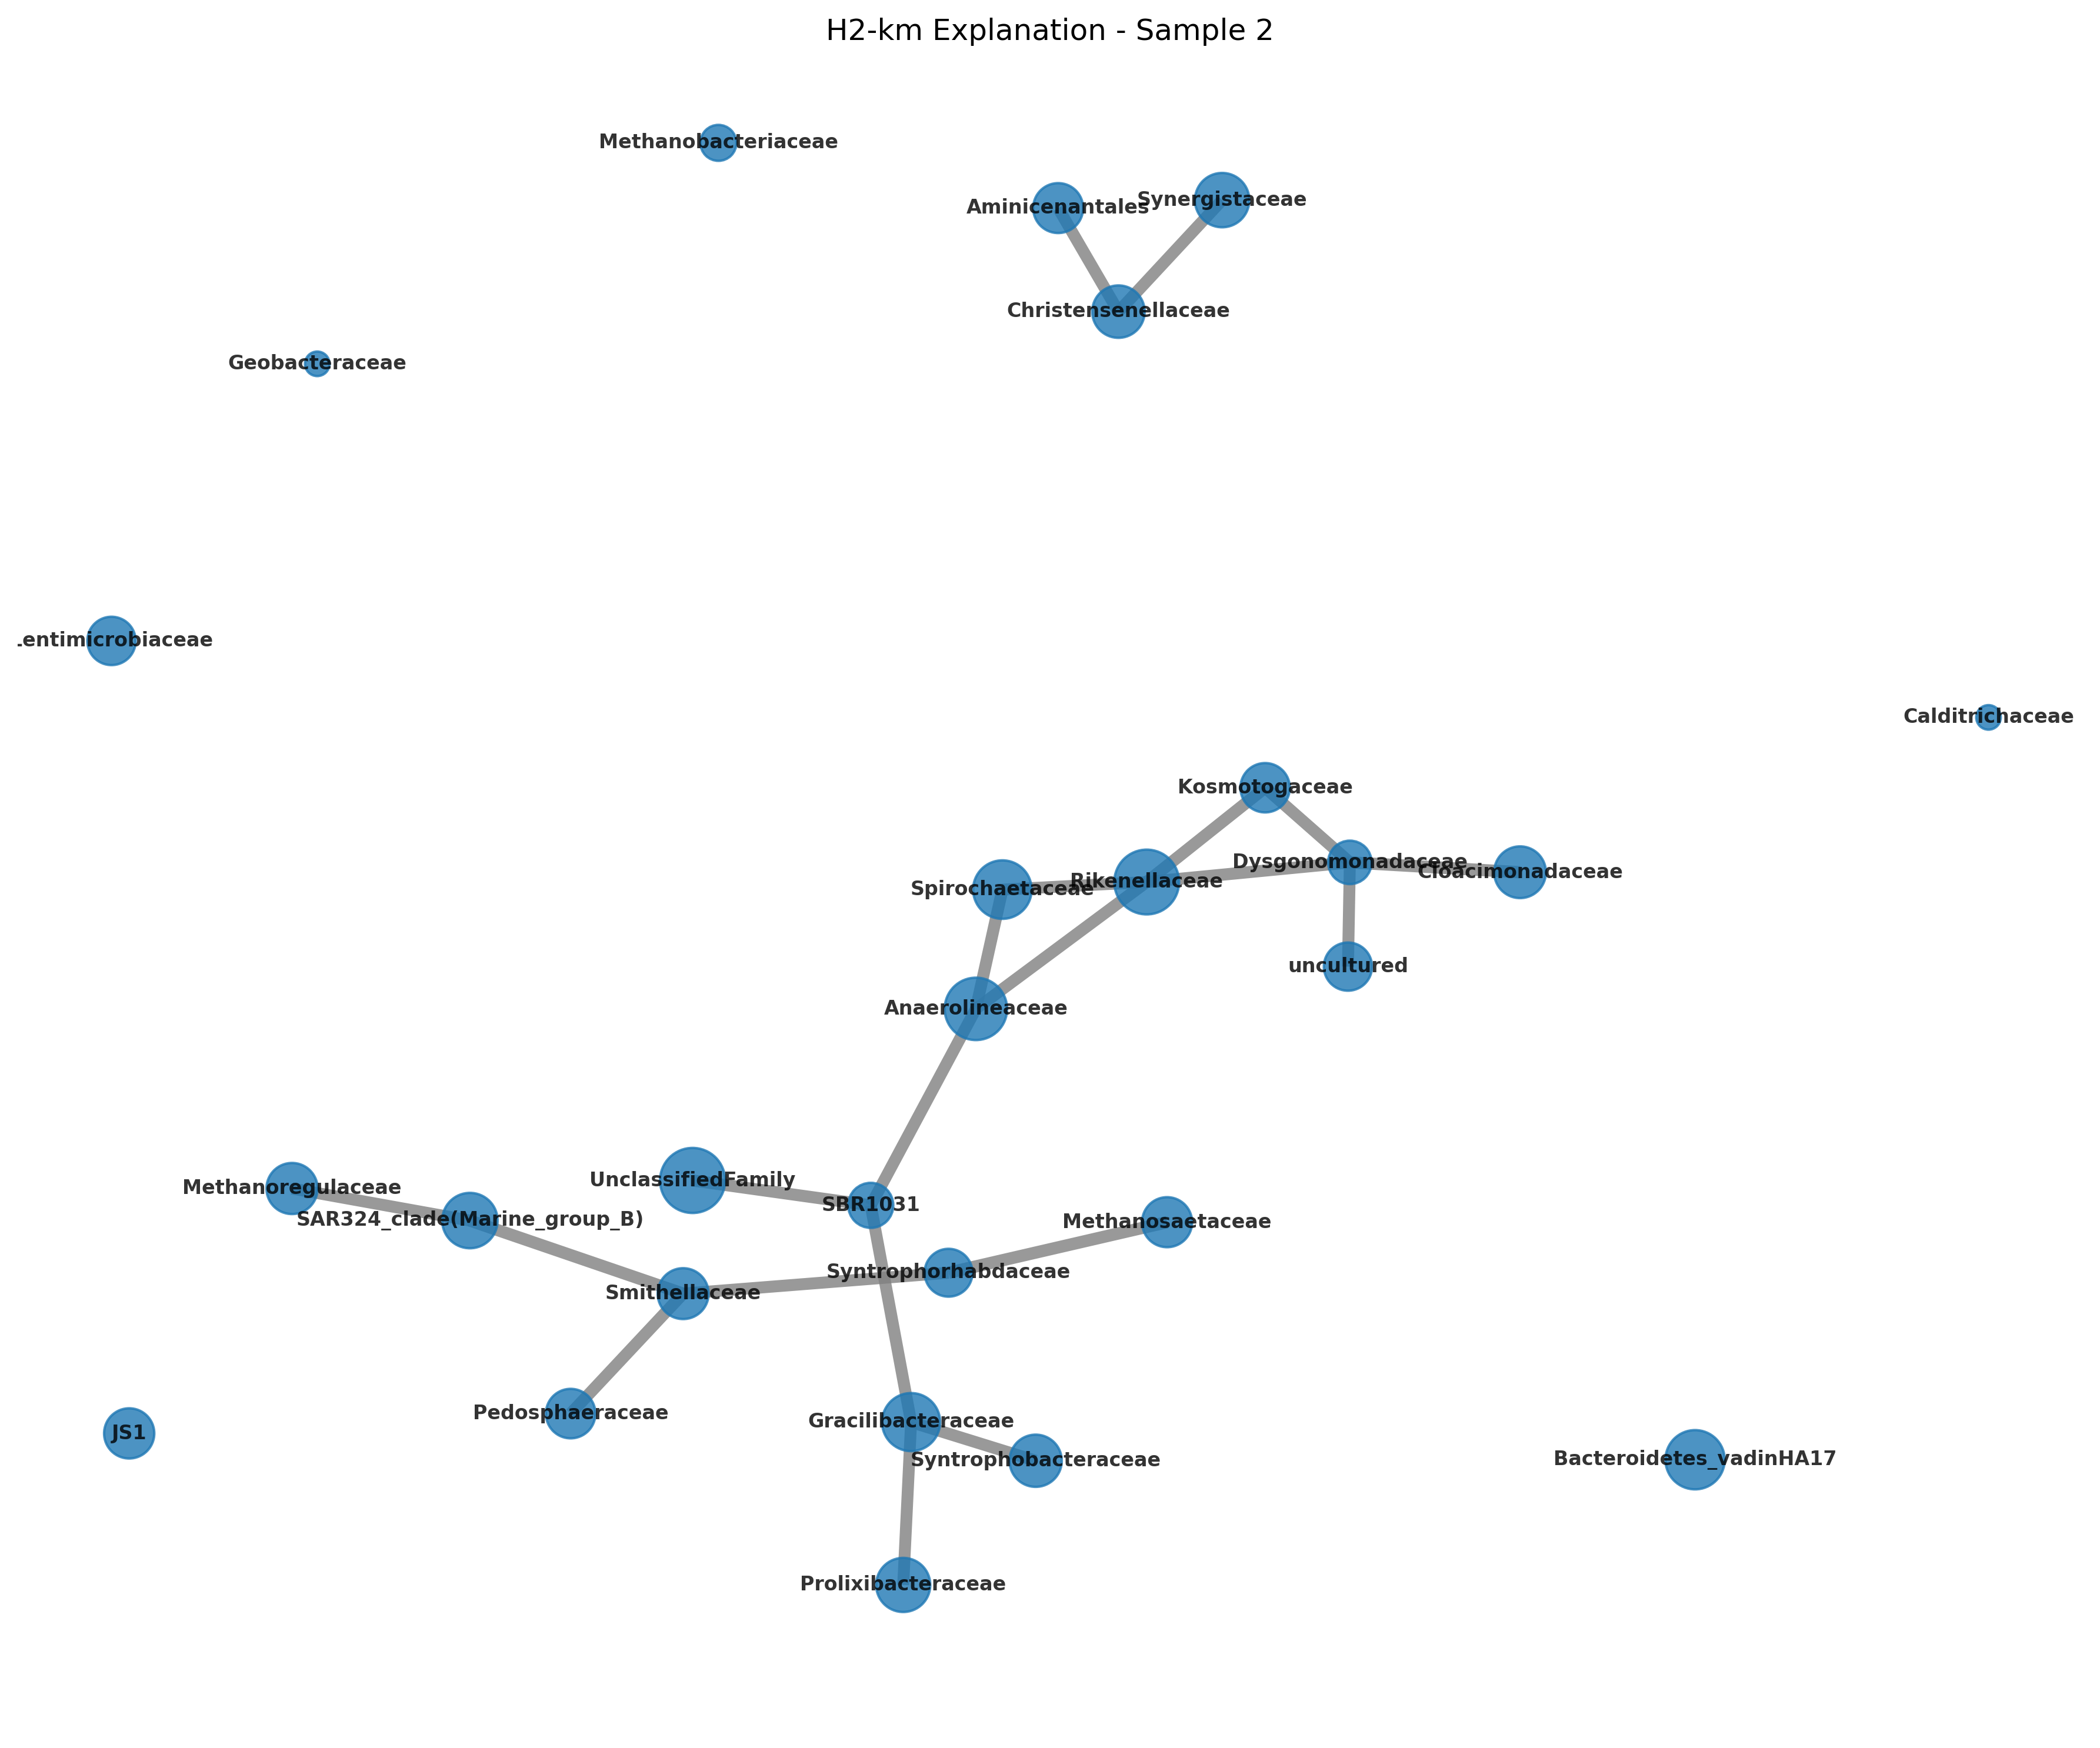 H2-km Explanation - Sample 2
Methanobacteriaceae
Synergistaceae
Aminicenantales
Christensenellaceae
Geobacteraceae
entimicrobiaceae
Calditrichaceae
Kosmotogaceae
Dysgonomonadaceae
Cloacimonadaceae
Rikenellaceae
Spirochaetaceae
uncultured
Anaerolineaceae
UnclassifiedFamily
Methanoregulaceae
SBR1031
SAR324_clade(Marine_group_B)
Methanosaetaceae
Syntrophorhabdaceae
Smithellaceae
Pedosphaeraceae
Gracilibacteraceae
JS1
Syntrophobacteraceae
Bacteroidetes_vadinHA17
Prolixibacteraceae